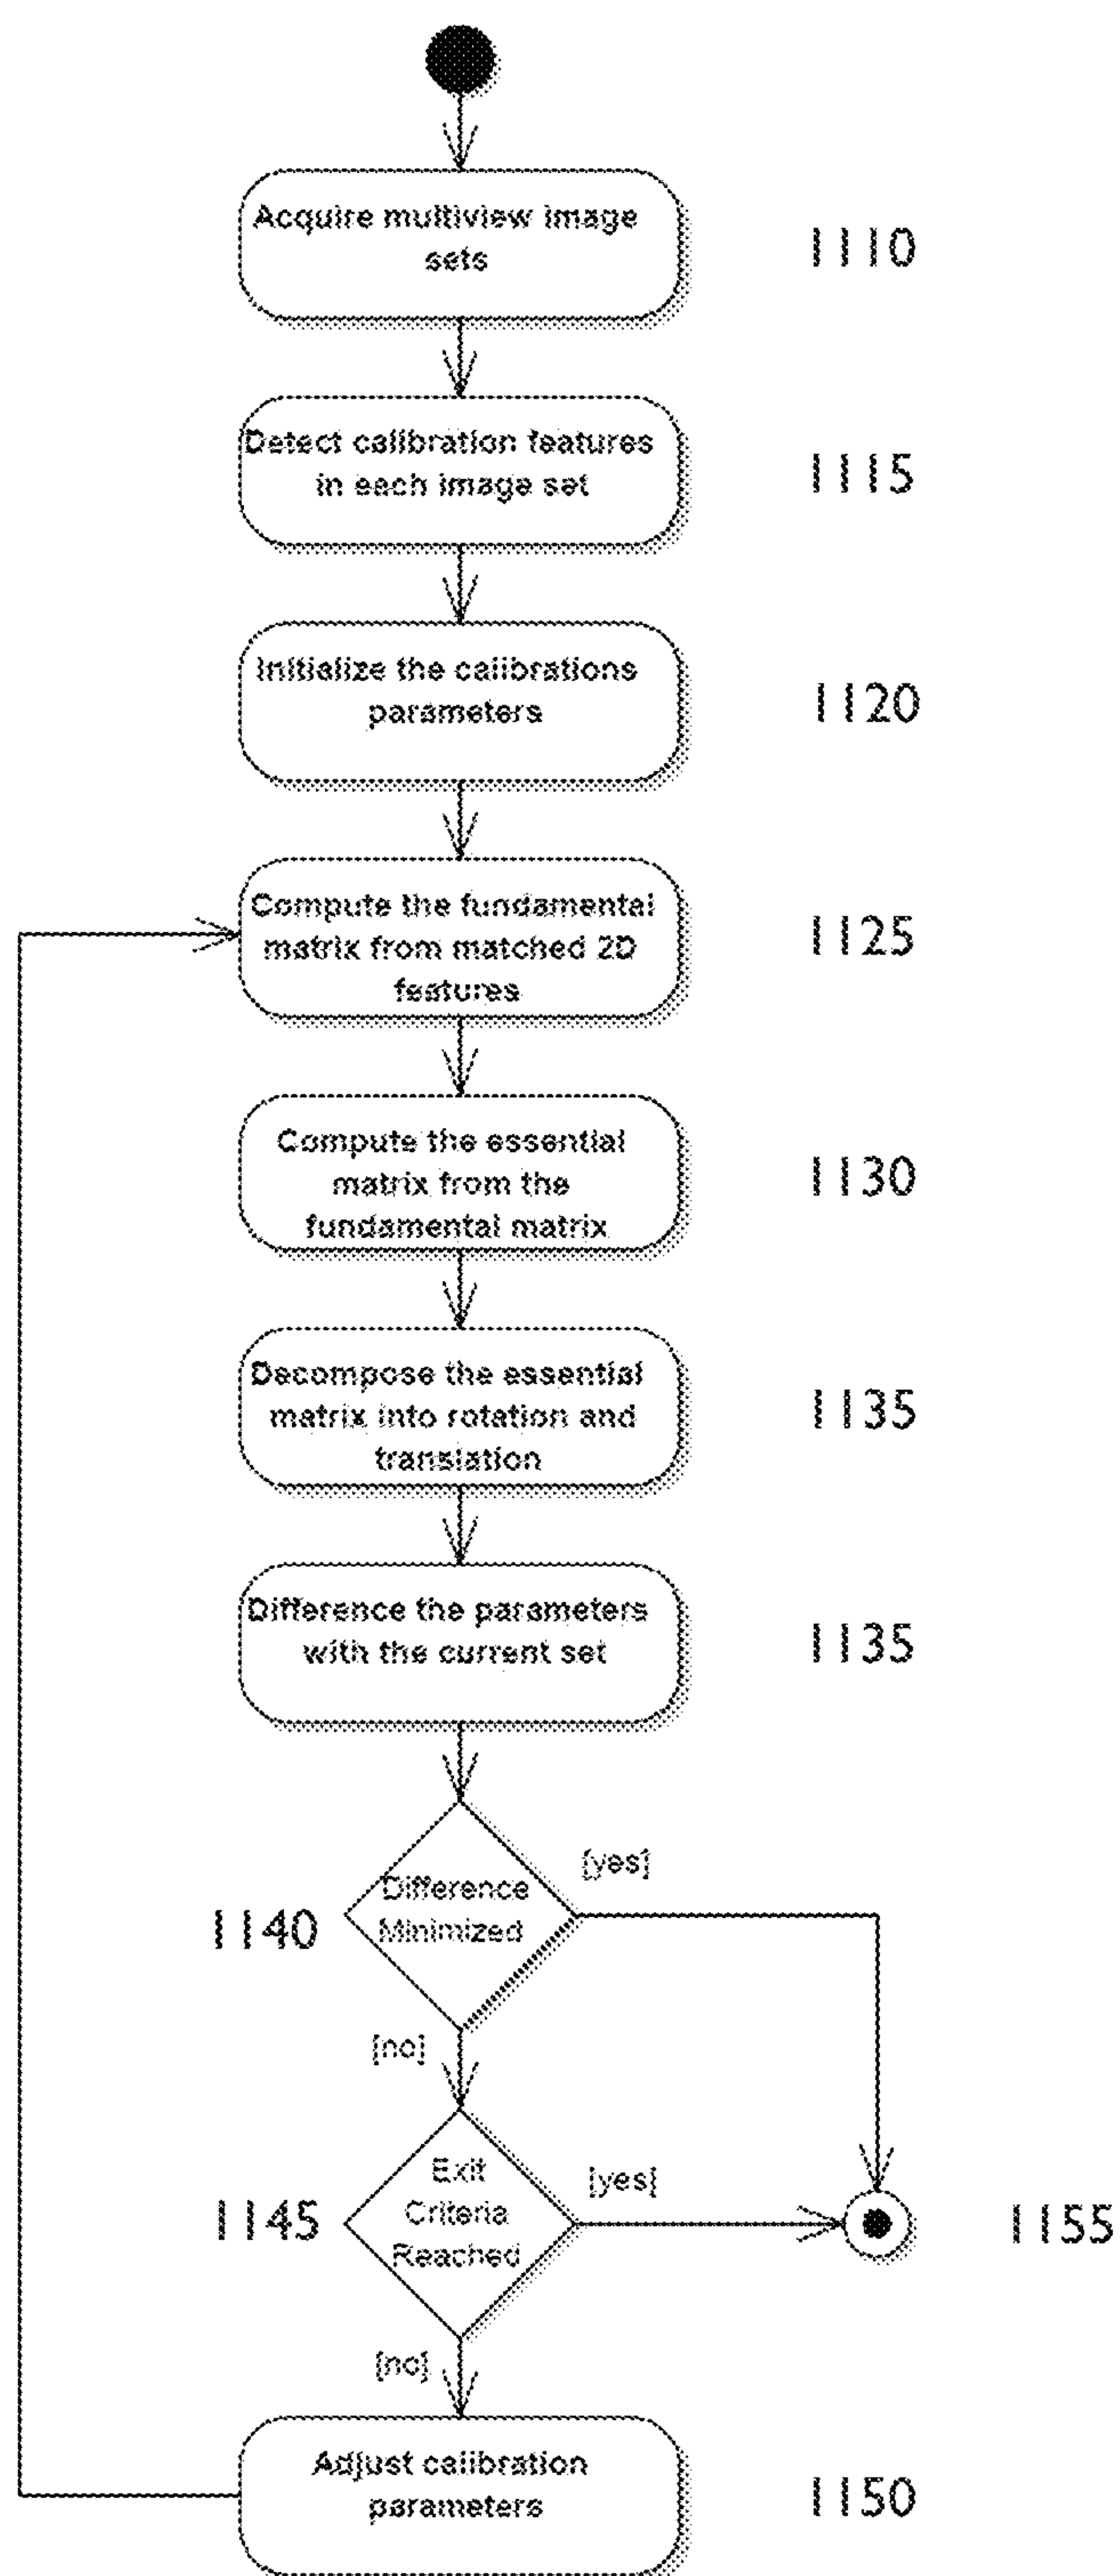 Acquire multiview image
sets
1110
Detect calibration features
in each image set
1115
Initialize the calibrations
parameters
1120
Compute the fundamental
matrix from matched 2D
features
1125
Compute the essential
matrix from the
fundamental matrix
1130
Decompose the essential
matrix into rotation and
translation
1135
Difference the parameters
with the current set
1135
[yes]
Difference
Minimized
1140
[no]
Exit
Criteria
Reached
[yes]
1145
1155
[no]
Adjust calibration
parameters
1150